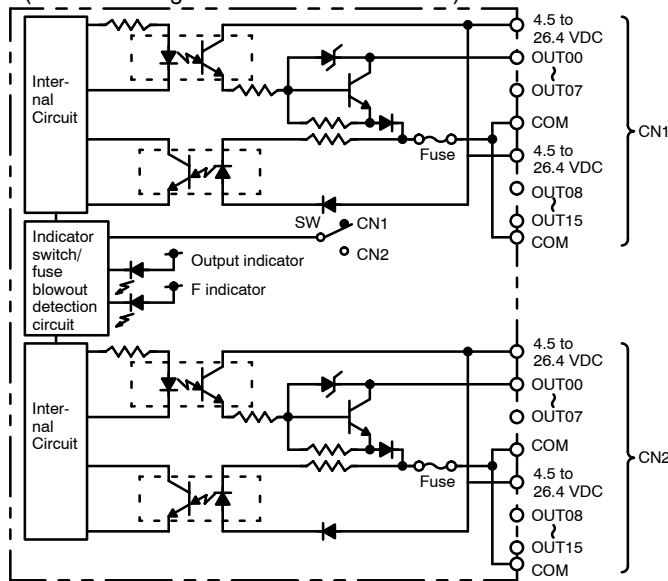 4.5 to
26.4 VDC
OUT00
OUT07
COM
4.5 to
26.4 VDC
OUT08
OUT15
COM
CN1
Inter-
nal
Circuit
Fuse
SW
CN1
CN2
Indicator
switch/
fuse
blowout
detection
circuit
Output indicator
F indicator
4.5 to
26.4 VDC
OUT00
OUT07
COM
4.5 to
26.4 VDC
OUT08
OUT15
COM
CN2
Inter-
nal
Circuit
Fuse